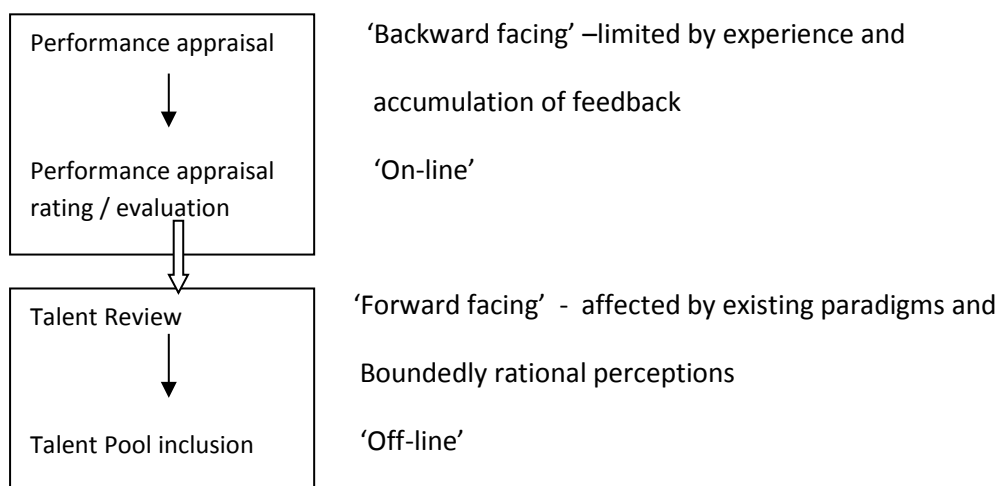 Performance appraisal
‘Backward facing’ –limited by experience and
accumulation of feedback
Performance appraisal
rating / evaluation
‘On-line’
Talent Review
‘Forward facing’ - affected by existing paradigms and
Boundedly rational perceptions
Talent Pool inclusion
‘Off-line’